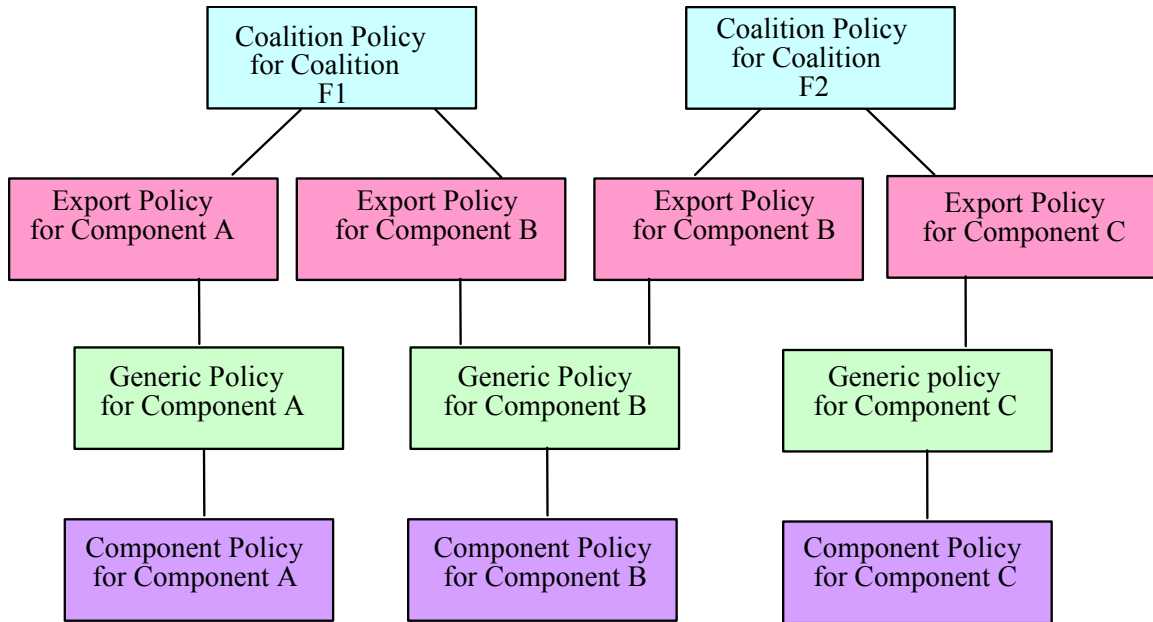 Coalition Policy
for Coalition
F1
Coalition Policy
for Coalition
F2
Export Policy
for Component A
Export Policy
for Component B
Export Policy
for Component B
Export Policy
for Component C
Generic Policy
for Component A
Generic Policy
for Component B
Generic policy
for Component C
Component Policy
for Component A
Component Policy
for Component B
Component Policy
for Component C